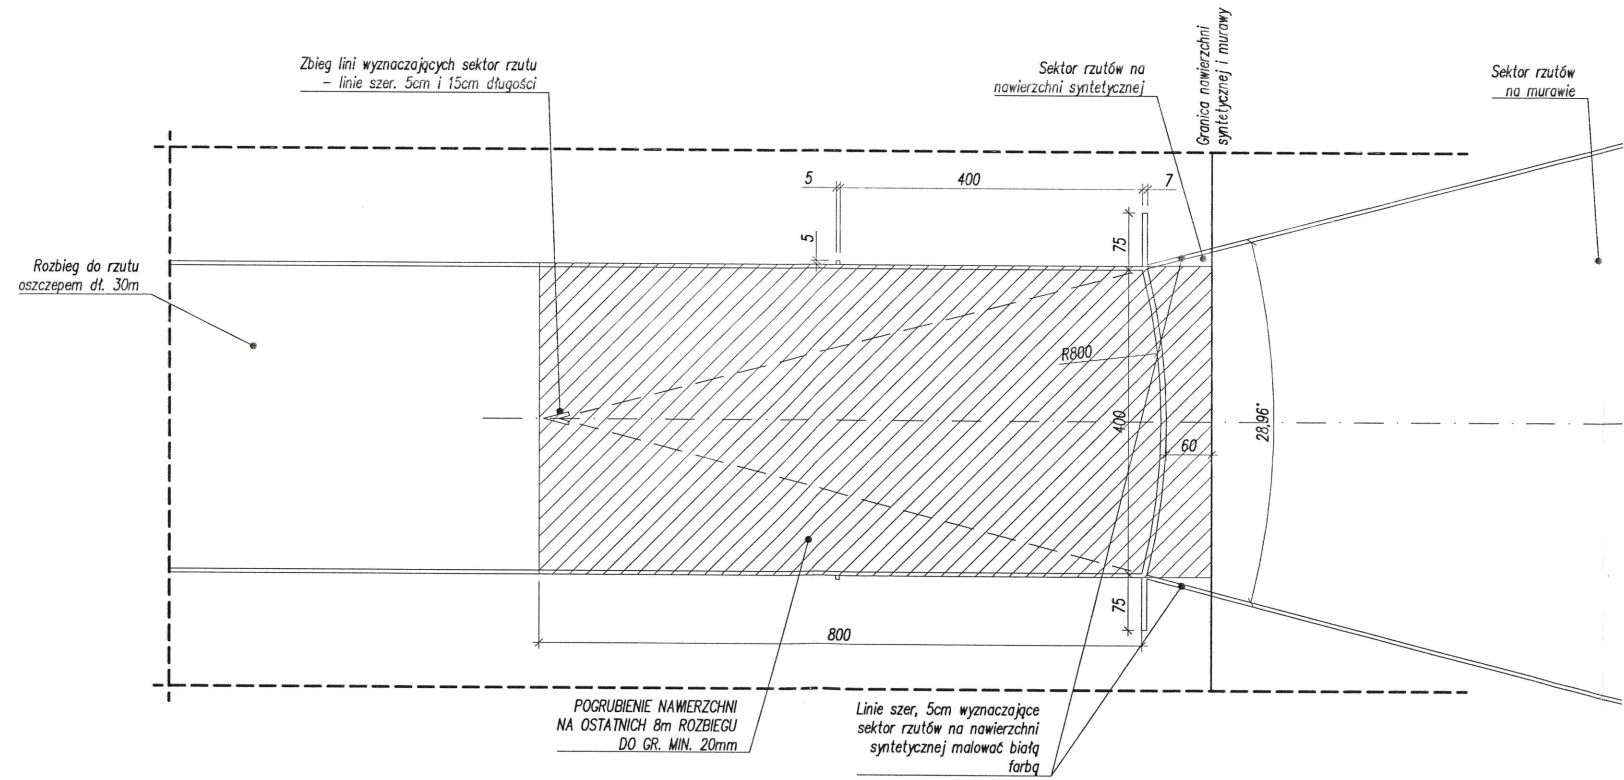 Zbieg lini wyznaczających sektor rzutu
- linie szer. 5cm i 15cm długości
Sektor rzutów na
nawierzchni syntetycznej
Granica nawierzchni
syntetycznej i murawy
Sektor rzutów
na murawie
5
400
7
5
75
Rozbieg do rzutu
oszczepem dł. 30m
R800
400
28,96°
60
75
800
POGRUBIENIE NAWIERZCHNI
NA OSTATNICH 8m ROZBIEGU
DO GR. MIN. 20mm
Linie szer, 5cm wyznaczające
sektor rzutów na nawierzchni
syntetycznej malować białą
farbą